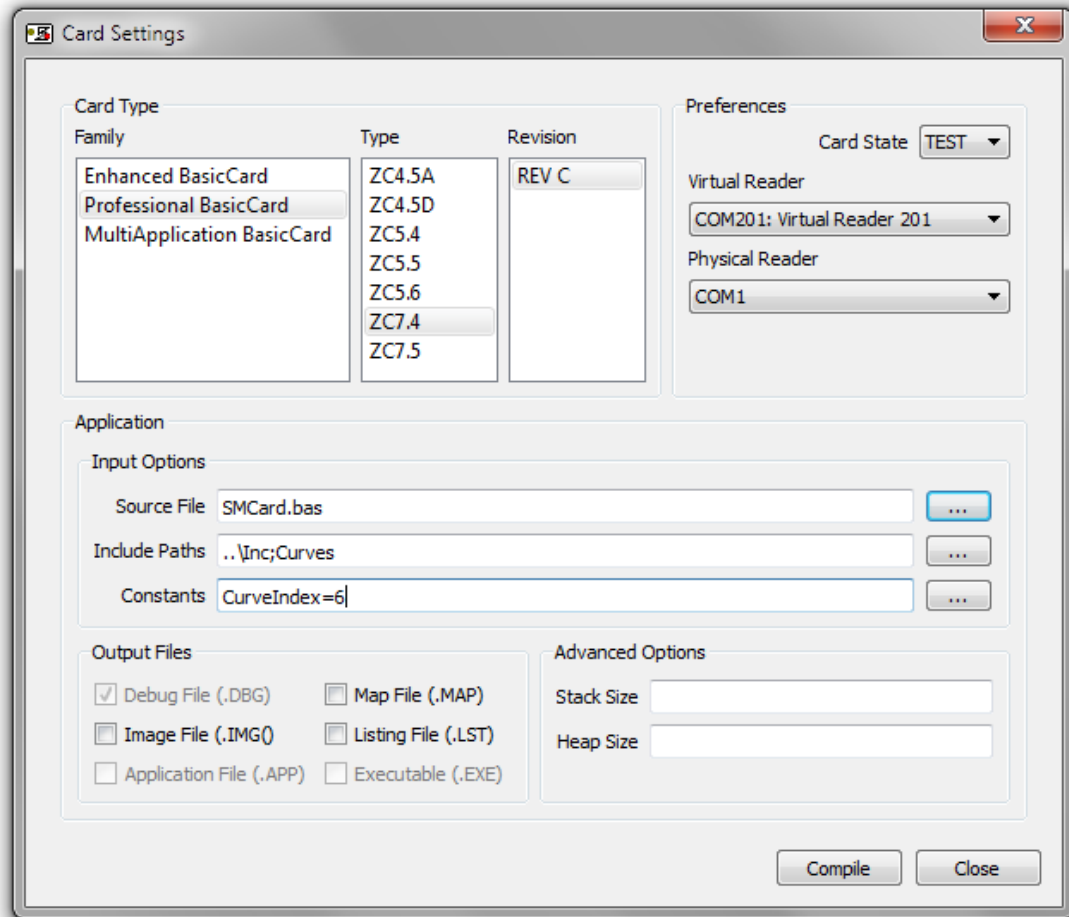 Card Settings
Card Type
Family
Type
Revision
Enhanced BasicCard
Professional BasicCard
MultiApplication BasicCard
ZC4.5A
ZC4.5D
ZC5.4
ZC5.5
ZC5.6
ZC7.4
ZC7.5
REV C
Preferences
Card State TEST
Virtual Reader
COM201: Virtual Reader 201
Physical Reader
COM1
Application
Input Options
Source File SMCard.bas ...
Include Paths ..\Inc;Curves ...
Constants CurveIndex=6 ...
Output Files
Debug File (.DBG) Map File (.MAP)
Image File (.IMG() Listing File (.LST)
Application File (.APP) Executable (.EXE)
Advanced Options
Stack Size
Heap Size
Compile Close